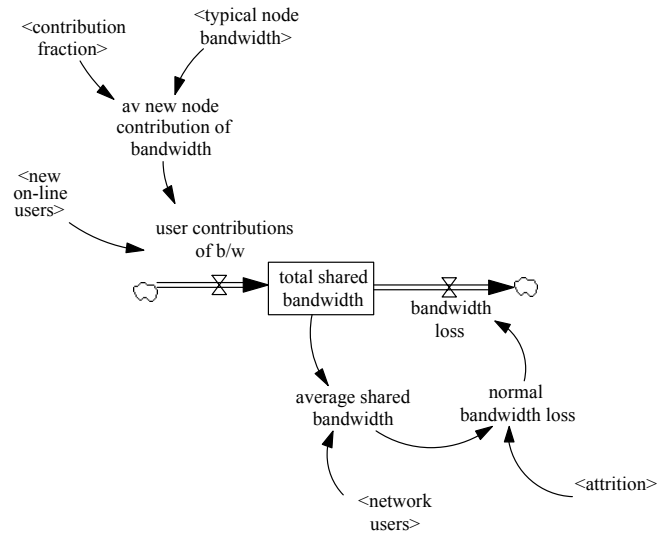 <contribution
fraction>
<typical node
bandwidth>
av new node
contribution of
bandwidth
<new
on-line
users>
user contributions
of b/w
total shared
bandwidth
bandwidth
loss
average shared
bandwidth
normal
bandwidth loss
<network
users>
<attrition>